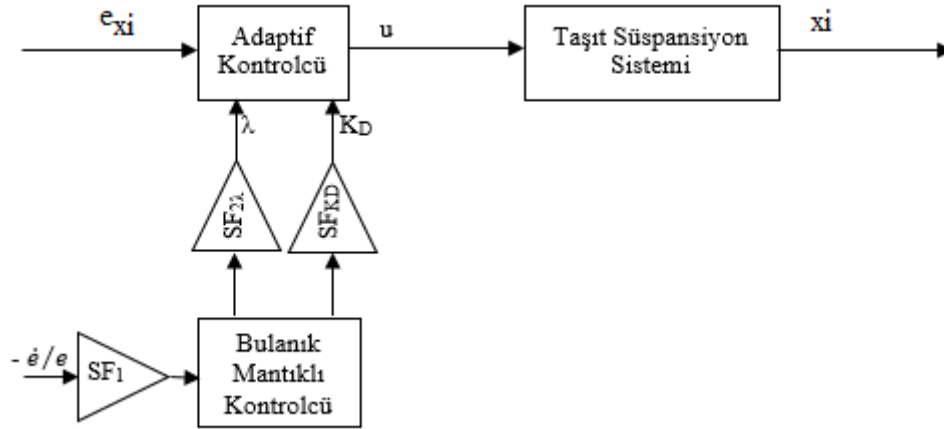 e_xi
Adaptif
Kontrolcü
u
Taşıt Süspansiyon
Sistemi
xi
λ
K_D
SF_2λ
SF_KD
- ė/e
SF_1
Bulanık
Mantıklı
Kontrolcü